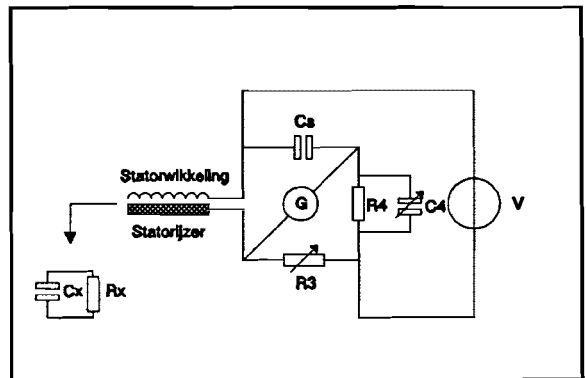 Cs
Statorwikkeling
G
R4
C4
V
Statorijzer
R3
Cx
Rx